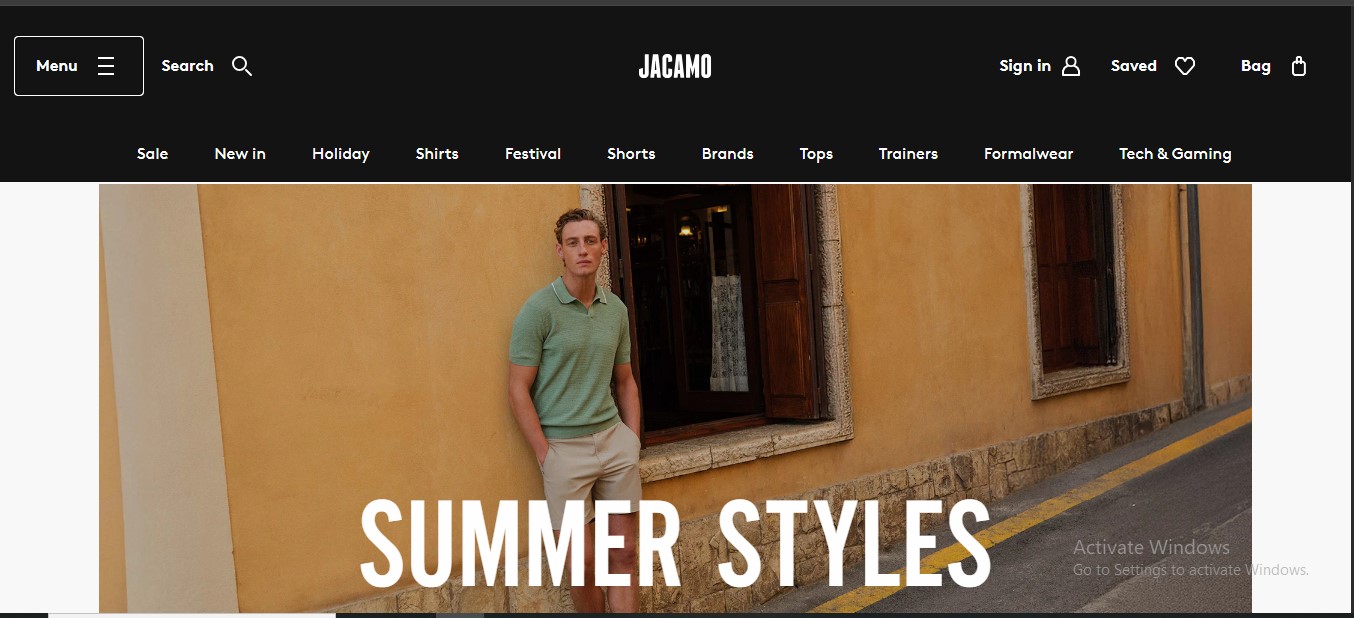 Menu Search JACAMO Sign in Saved Bag
Sale New in Holiday Shirts Festival Shorts Brands Tops Trainers Formalwear Tech & Gaming
SUMMER STYLES
Activate Windows
Go to Settings to activate Windows.